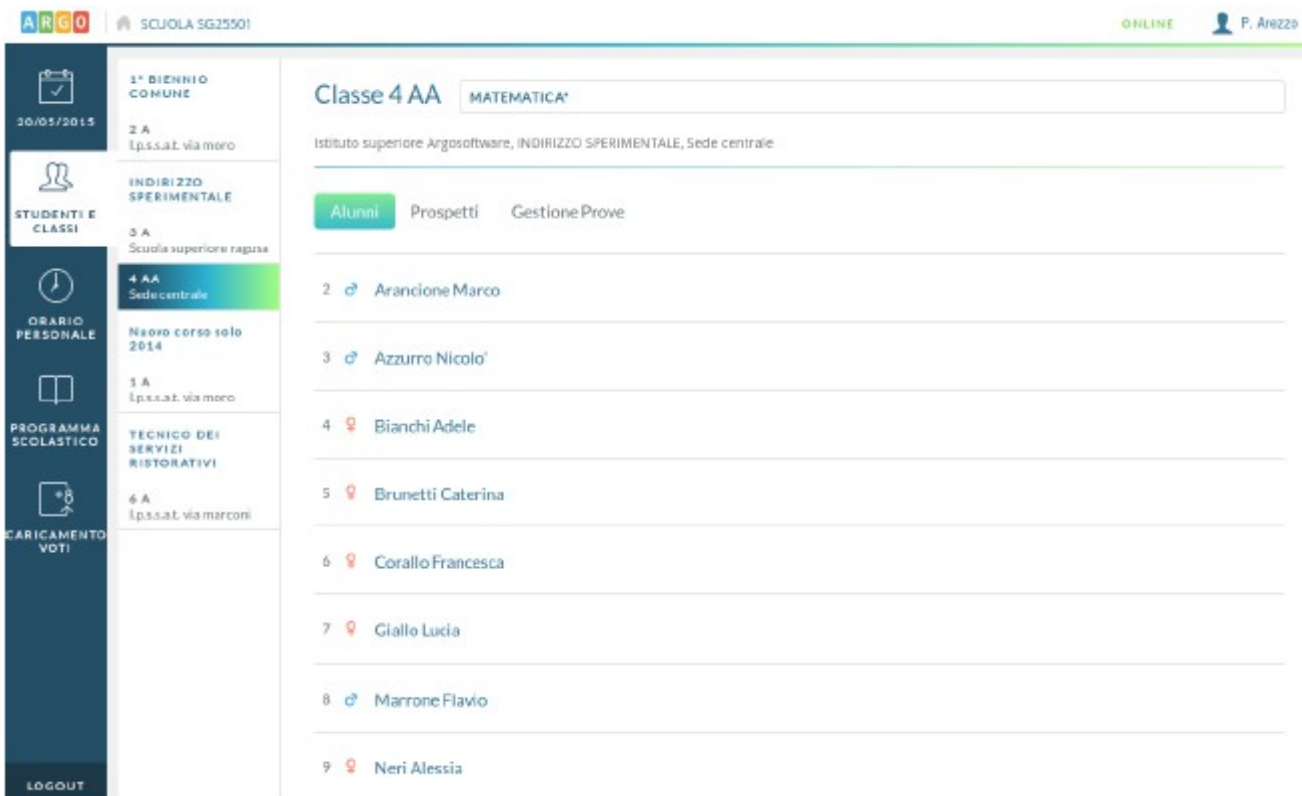 ARGO
SCUOLA SG25501
ONLINE
P. Arezzo
20/05/2015
STUDENTI E
CLASSI
ORARIO
PERSONALE
PROGRAMMA
SCOLASTICO
CARICAMENTO
VOTI
LOGOUT
1° BIENNIO
COMUNE
2 A
I.p.s.s.a.t. via moro
INDIRIZZO
SPERIMENTALE
3 A
Scuola superiore ragusa
4 AA
Sede centrale
Nuovo corso solo
2014
1 A
I.p.s.s.a.t. via moro
TECNICO DEI
SERVIZI
RISTORATIVI
6 A
I.p.s.s.a.t. via marconi
Classe 4 AA
MATEMATICA*
Istituto superiore Argosoftware, INDIRIZZO SPERIMENTALE, Sede centrale
Alunni Prospetti Gestione Prove
2 Arancione Marco
3 Azzurro Nicolo'
4 Bianchi Adele
5 Brunetti Caterina
6 Corallo Francesca
7 Giallo Lucia
8 Marrone Flavio
9 Neri Alessia